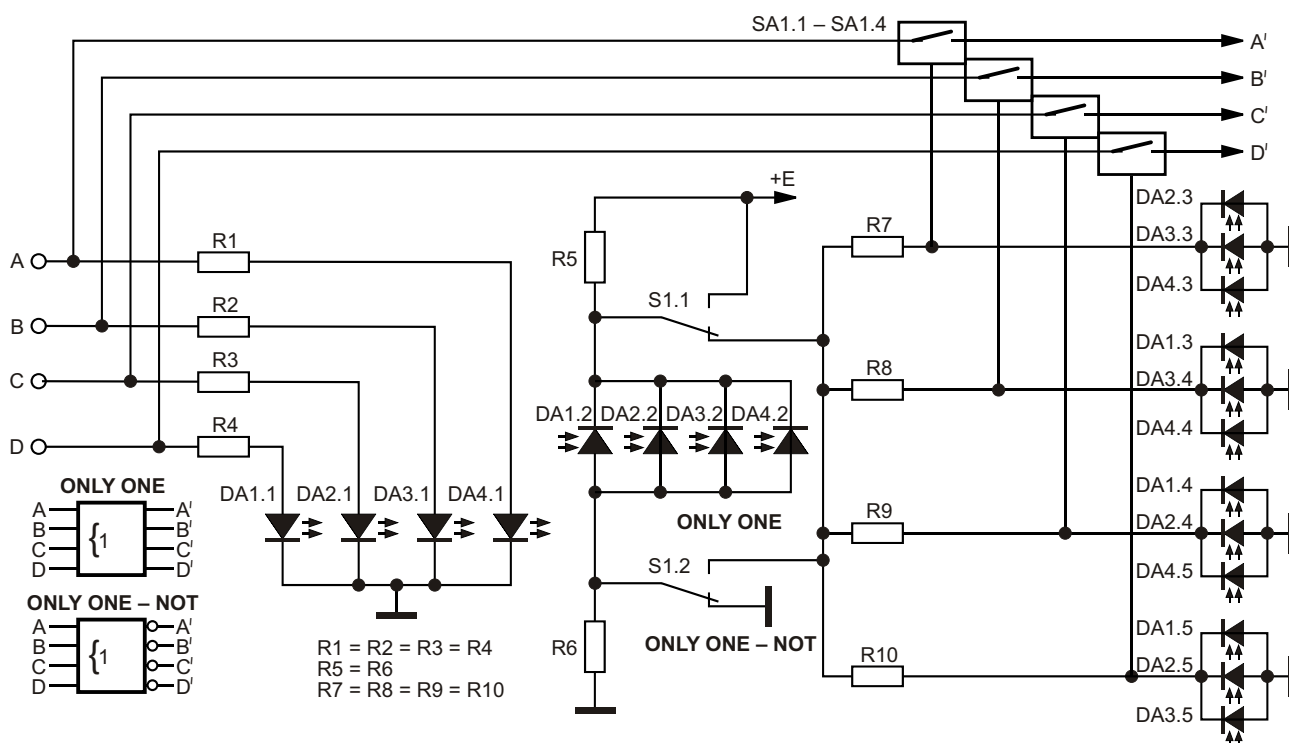 SA1.1 – SA1.4
A′
B′
C′
D′
+E
DA2.3
DA3.3
DA4.3
R7
R5
S1.1
A
R1
B
R2
C
R3
D
R4
DA1.3
DA3.4
DA4.4
R8
DA1.2 DA2.2 DA3.2 DA4.2
DA1.1 DA2.1 DA3.1 DA4.1
ONLY ONE
DA1.4
DA2.4
DA4.5
R9
ONLY ONE
A {1 A′
B B′
C C′
D D′
S1.2
ONLY ONE – NOT
R6
ONLY ONE – NOT
A {1 A′
B B′
C C′
D D′
R1 = R2 = R3 = R4
R5 = R6
R7 = R8 = R9 = R10
R10
DA1.5
DA2.5
DA3.5